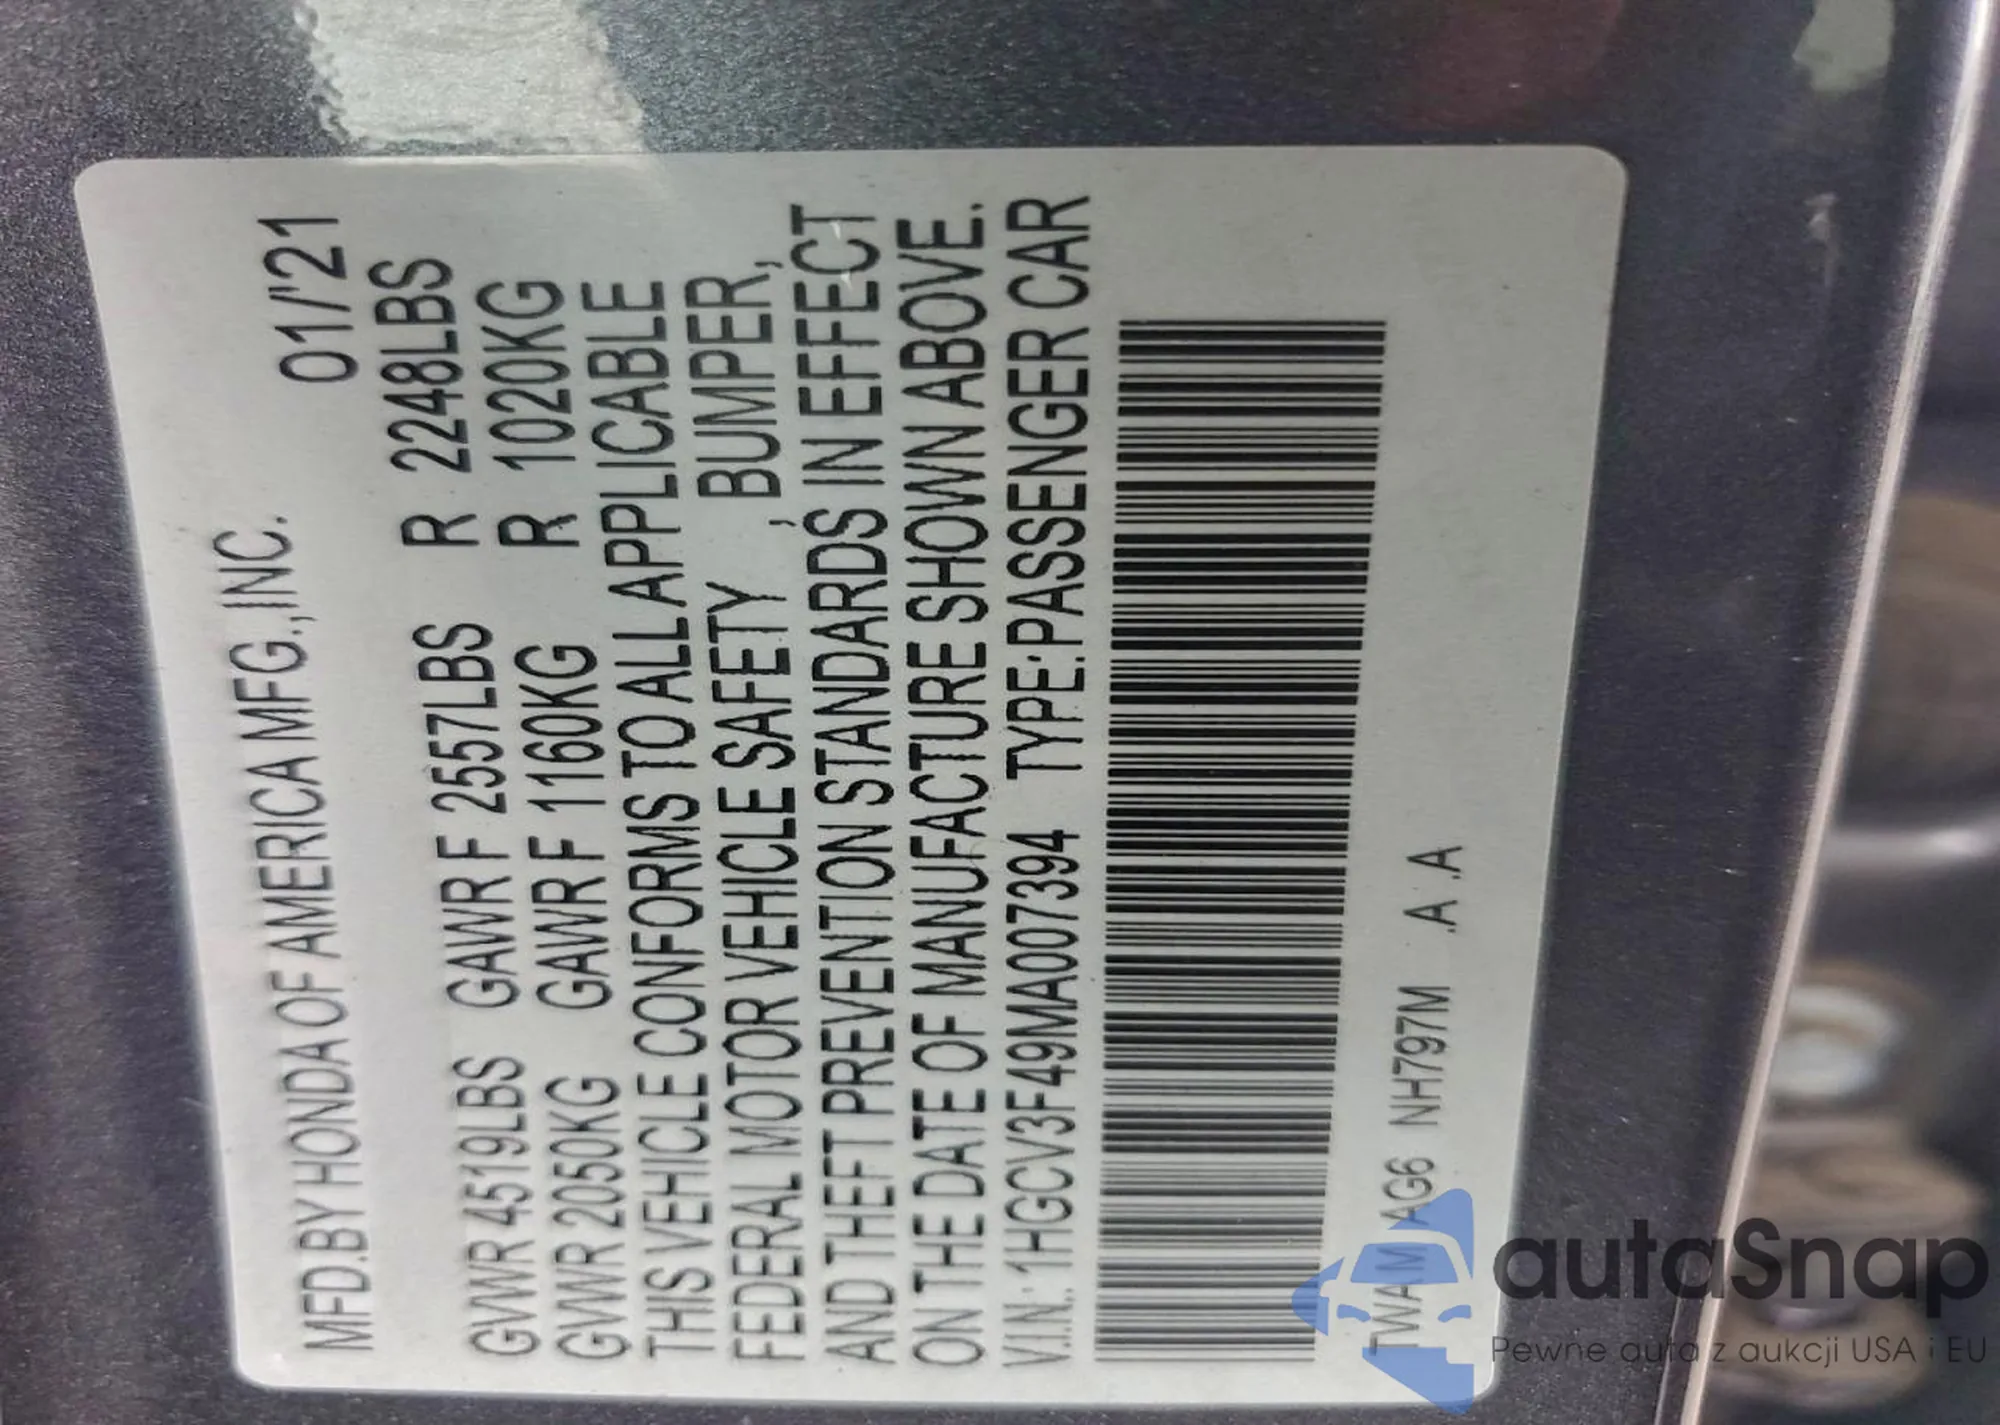 MFD.BY HONDA OF AMERICA MFG.,INC. 01/'21
GVWR 4519LBS GAWR F 2557LBS R 2248LBS
GVWR 2050KG GAWR F 1160KG R 1020KG
THIS VEHICLE CONFORMS TO ALL APPLICABLE
FEDERAL MOTOR VEHICLE SAFETY , BUMPER,
AND THEFT PREVENTION STANDARDS IN EFFECT
ON THE DATE OF MANUFACTURE SHOWN ABOVE.
V.I.N.: 1HGCV3F49MA007394 TYPE:PASSENGER CAR
TWAM AG6 NH797M .A .A
autaSnap
Pewne auta z aukcji USA i EU